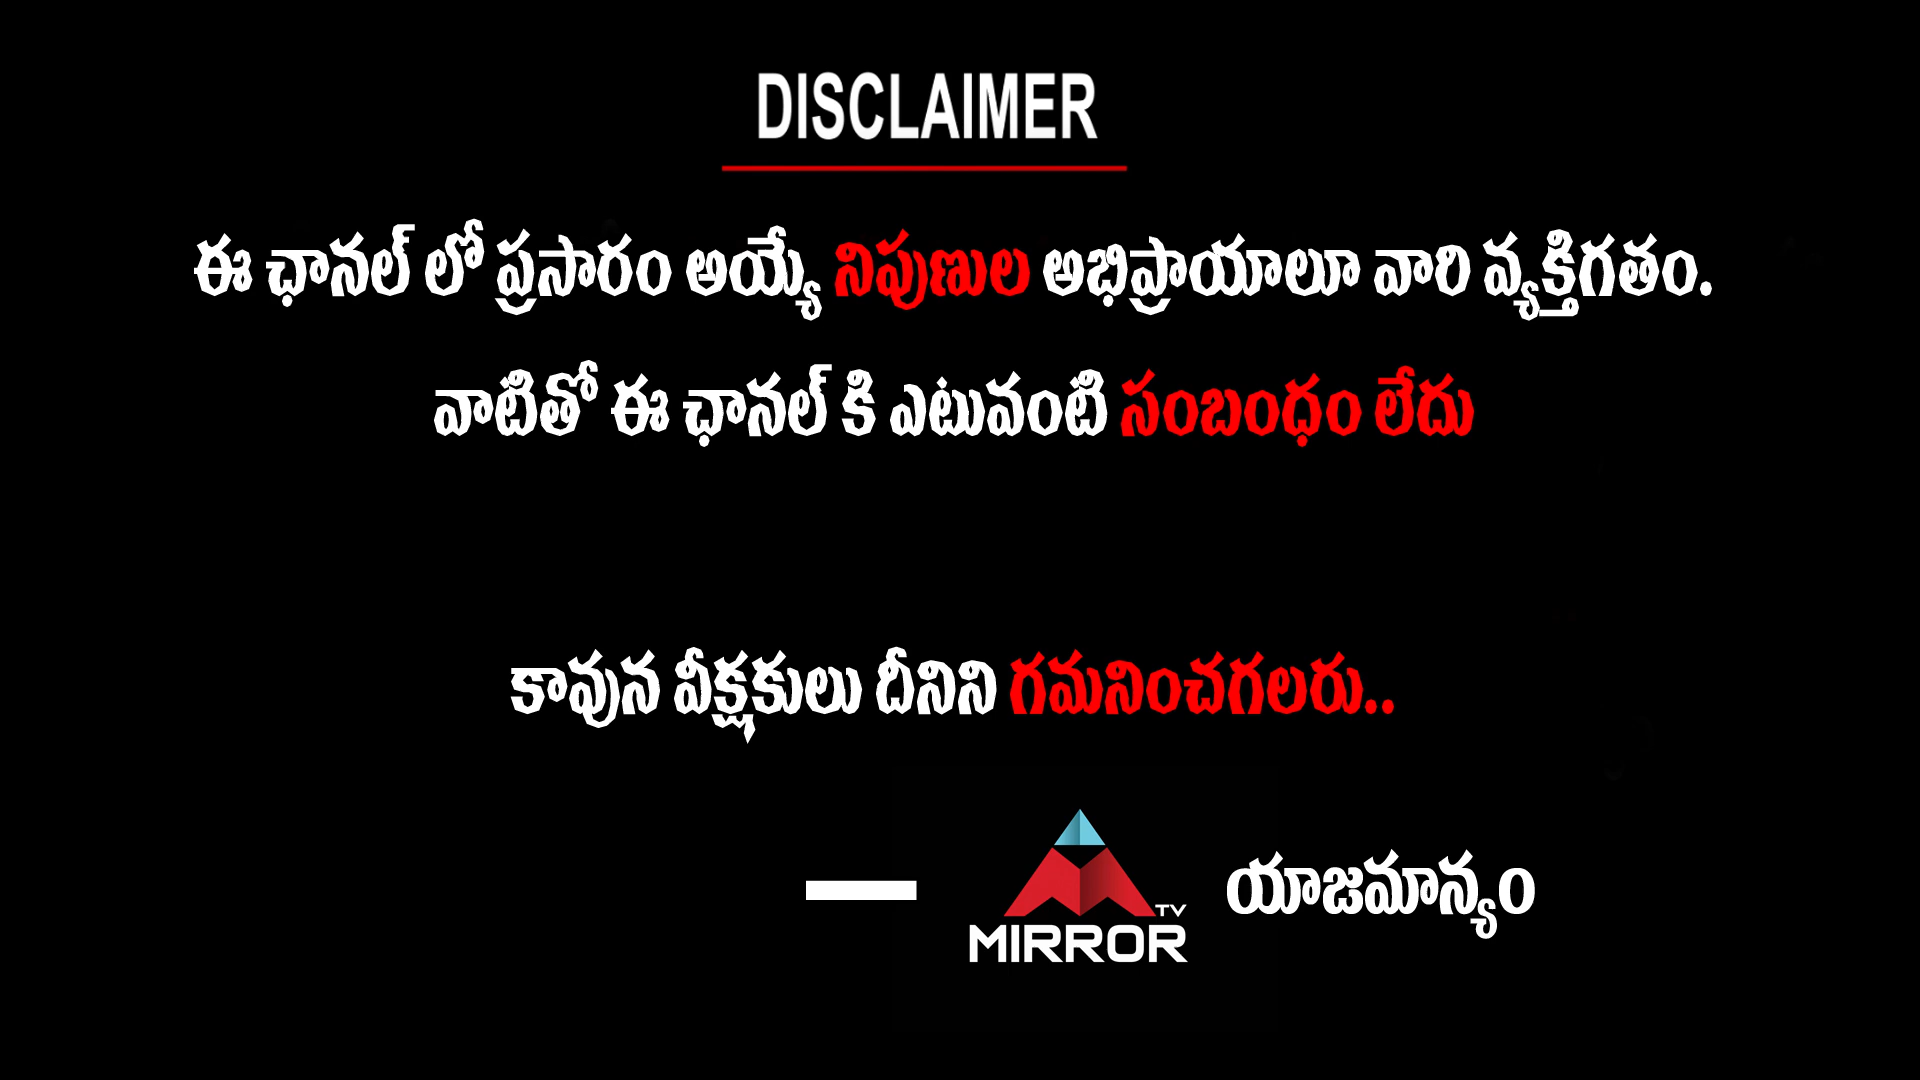 DISCLAIMER
ఈ ఛానల్ లో ప్రసారం అయ్యే నిపుణుల అభిప్రాయాలూ వారి వ్యక్తిగతం.
వాటితో ఈ ఛానల్ కి ఎటువంటి సంబంధం లేదు
కావున వీక్షకులు దీనిని గమనించగలరు..
— MIRROR TV యాజమాన్యం